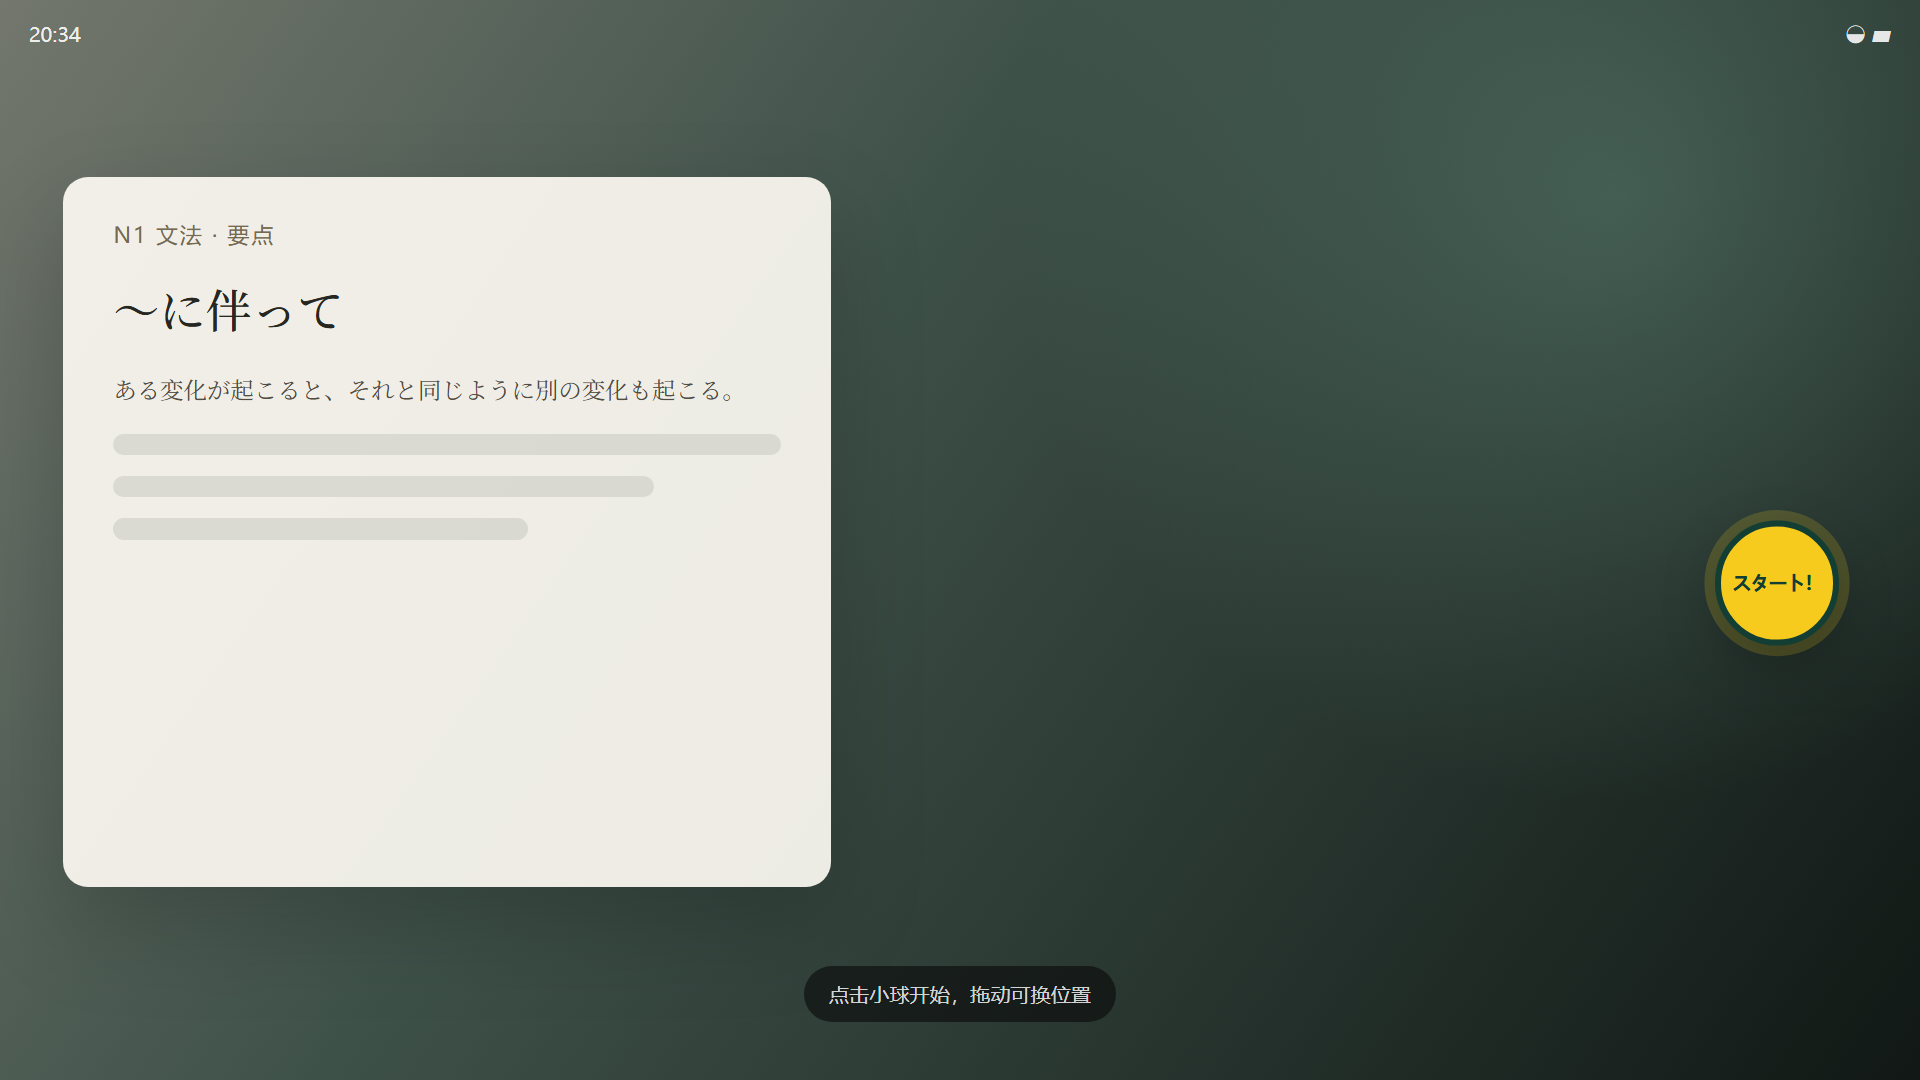 20:34
N1 文法 · 要点
～に伴って
ある変化が起こると、それと同じように別の変化も起こる。
スタート!
点击小球开始，拖动可换位置